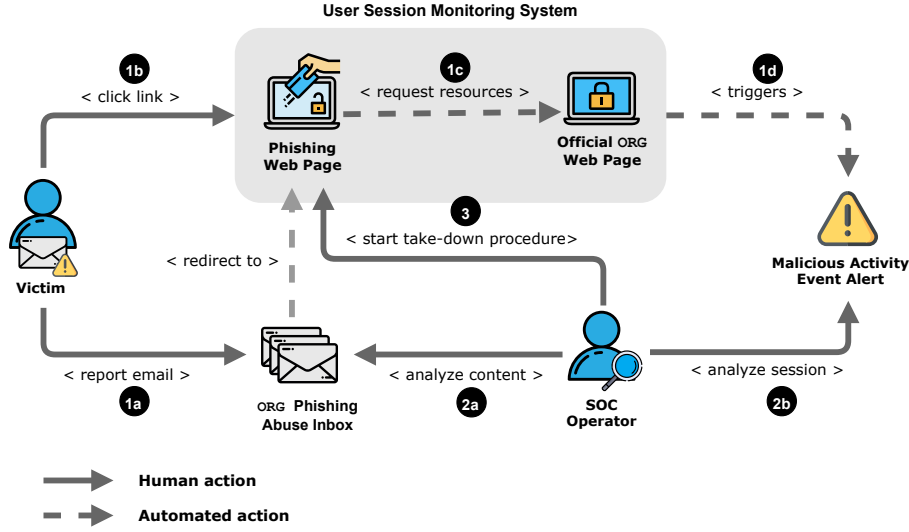 User Session Monitoring System
1b
< click link >
1c
< request resources >
1d
< triggers >
Phishing
Web Page
Official ORG
Web Page
3
< start take-down procedure>
< redirect to >
Victim
Malicious Activity
Event Alert
< report email >
1a
ORG Phishing
Abuse Inbox
< analyze content >
2a
SOC
Operator
< analyze session >
2b
Human action
Automated action